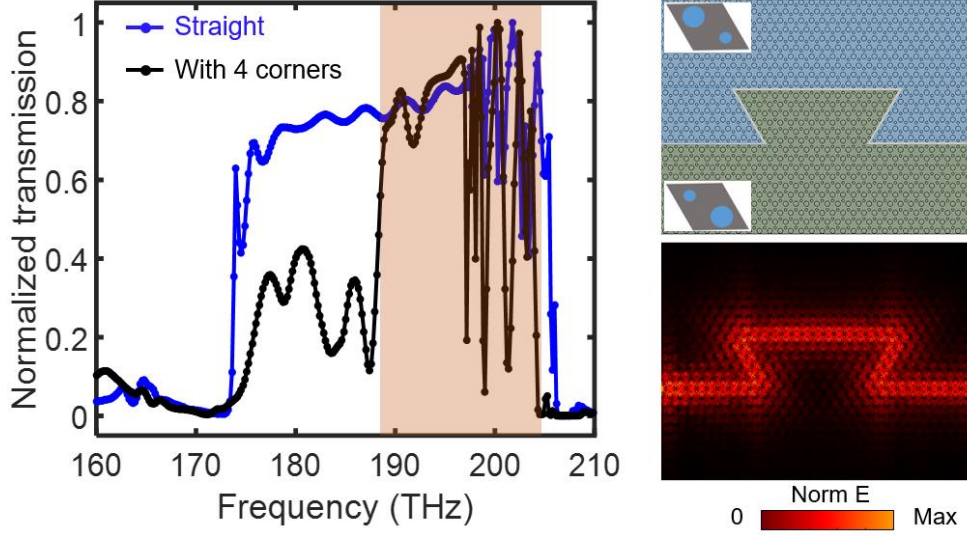 Normalized transmission
1
0.8
0.6
0.4
0.2
0
Straight
With 4 corners
160
170
180
190
200
210
Frequency (THz)
Norm E
0 Max